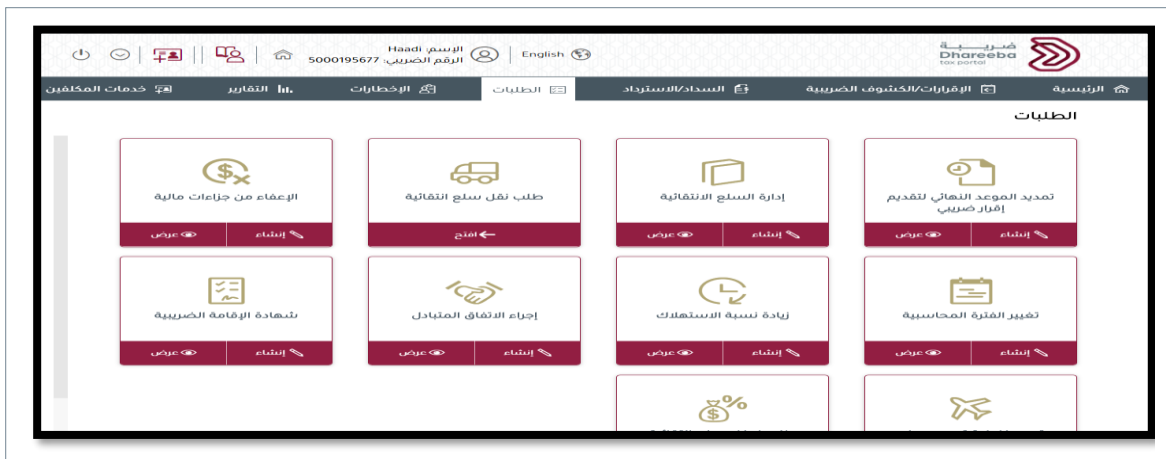 ضريبة
Dhareeba
tax portal
English
الإسم: Haadi
الرقم الضريبي: 5000195677
الرئيسية
الإقرارات/الكشوف الضريبية
السداد/الاسترداد
الطلبات
الإخطارات
التقارير
خدمات المكلفين
الطلبات
تمديد الموعد النهائي لتقديم
إقرار ضريبي
إنشاء
عرض
إدارة السلع الانتقائية
إنشاء
عرض
طلب نقل سلع انتقائية
افتح
الإعفاء من جزاءات مالية
إنشاء
عرض
تغيير الفترة المحاسبية
إنشاء
عرض
زيادة نسبة الاستهلاك
إنشاء
عرض
إجراء الاتفاق المتبادل
إنشاء
عرض
شهادة الإقامة الضريبية
إنشاء
عرض